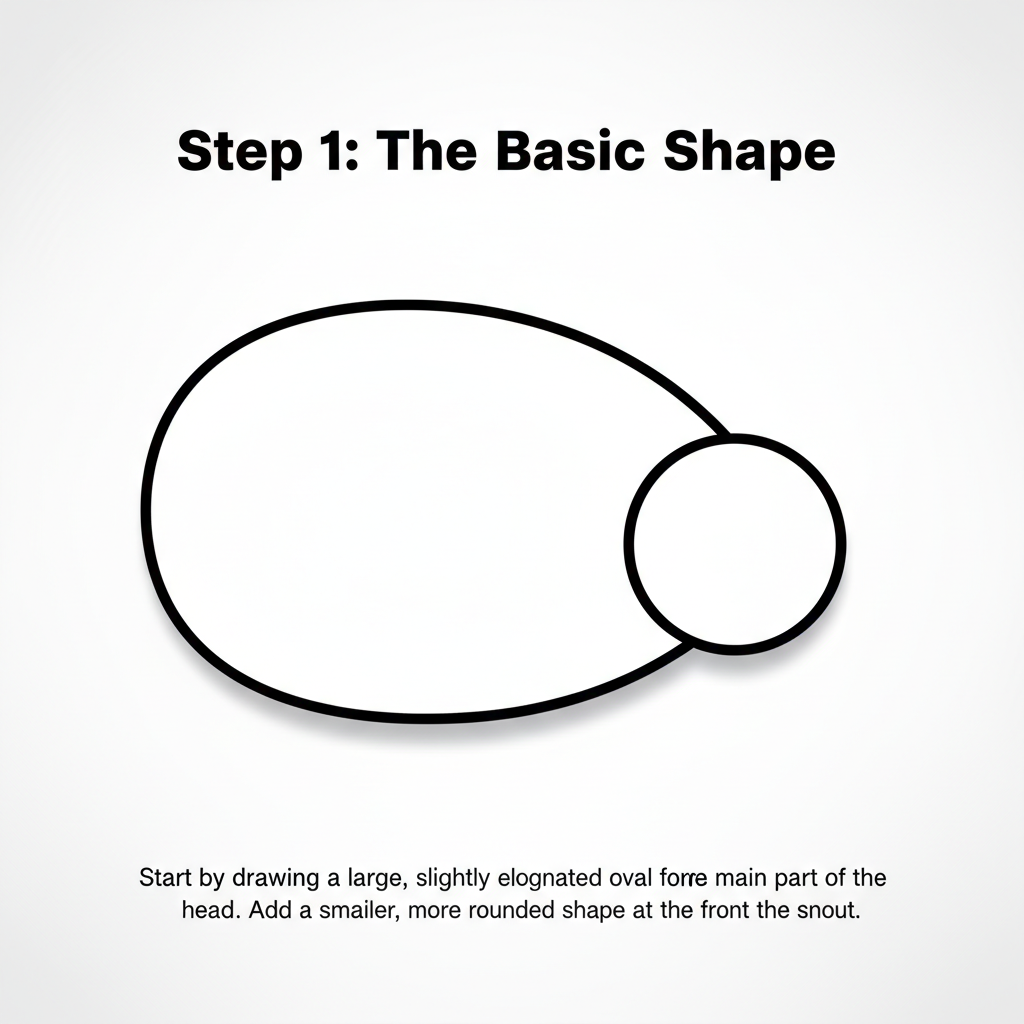 Step 1: The Basic Shape
Start by drawing a large, slightly elognated oval forre main part of the
head. Add a smailer, more rounded shape at the front the snout.